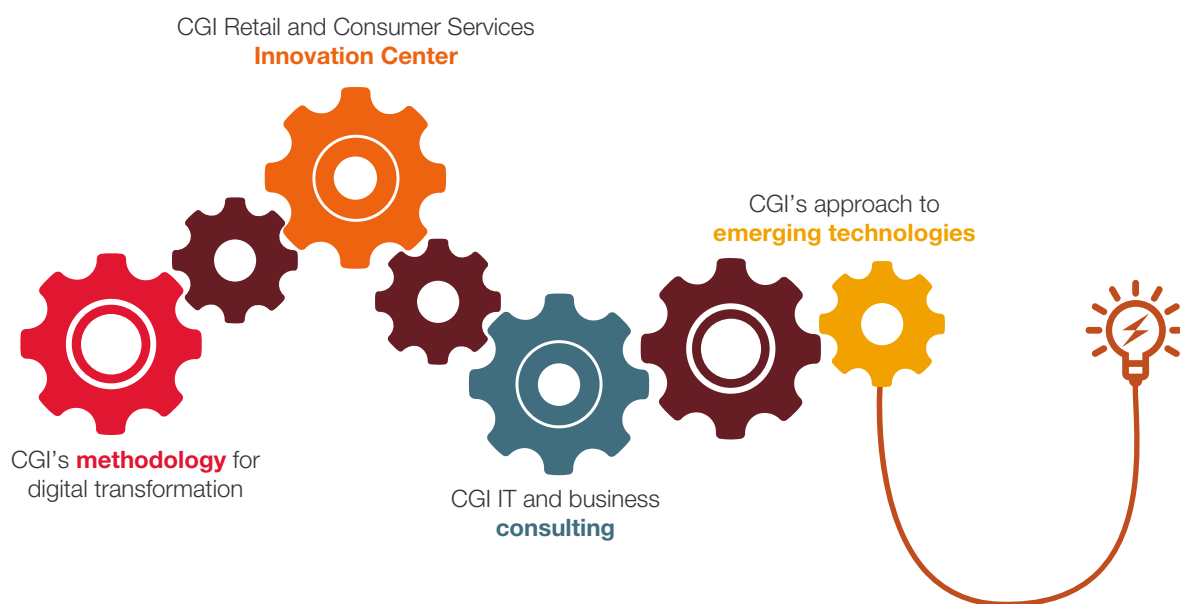 CGI Retail and Consumer Services
Innovation Center
CGI's approach to
emerging technologies
CGI's methodology for
digital transformation
CGI IT and business
consulting